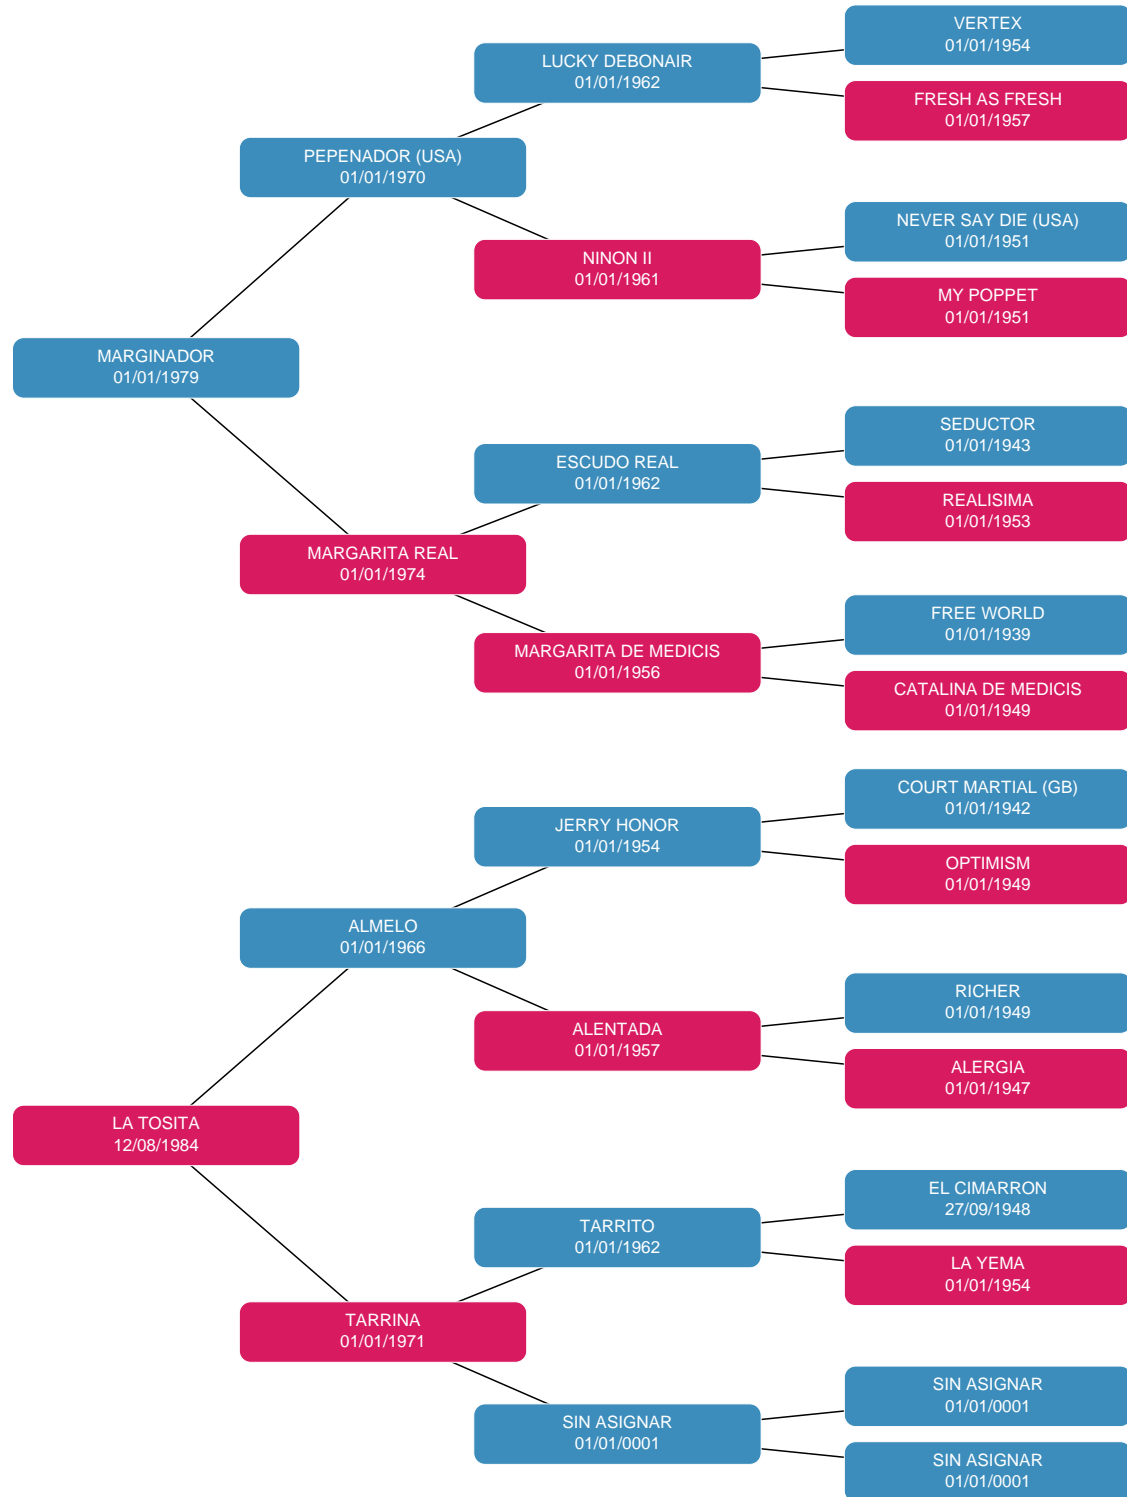 VERTEX
01/01/1954
LUCKY DEBONAIR
01/01/1962
FRESH AS FRESH
01/01/1957
PEPENADOR (USA)
01/01/1970
NEVER SAY DIE (USA)
01/01/1951
NINON II
01/01/1961
MY POPPET
01/01/1951
MARGINADOR
01/01/1979
SEDUCTOR
01/01/1943
ESCUDO REAL
01/01/1962
REALISIMA
01/01/1953
MARGARITA REAL
01/01/1974
FREE WORLD
01/01/1939
MARGARITA DE MEDICIS
01/01/1956
CATALINA DE MEDICIS
01/01/1949
COURT MARTIAL (GB)
01/01/1942
JERRY HONOR
01/01/1954
OPTIMISM
01/01/1949
ALMELO
01/01/1966
RICHER
01/01/1949
ALENTADA
01/01/1957
ALERGIA
01/01/1947
LA TOSITA
12/08/1984
EL CIMARRON
27/09/1948
TARRITO
01/01/1962
LA YEMA
01/01/1954
TARRINA
01/01/1971
SIN ASIGNAR
01/01/0001
SIN ASIGNAR
01/01/0001
SIN ASIGNAR
01/01/0001